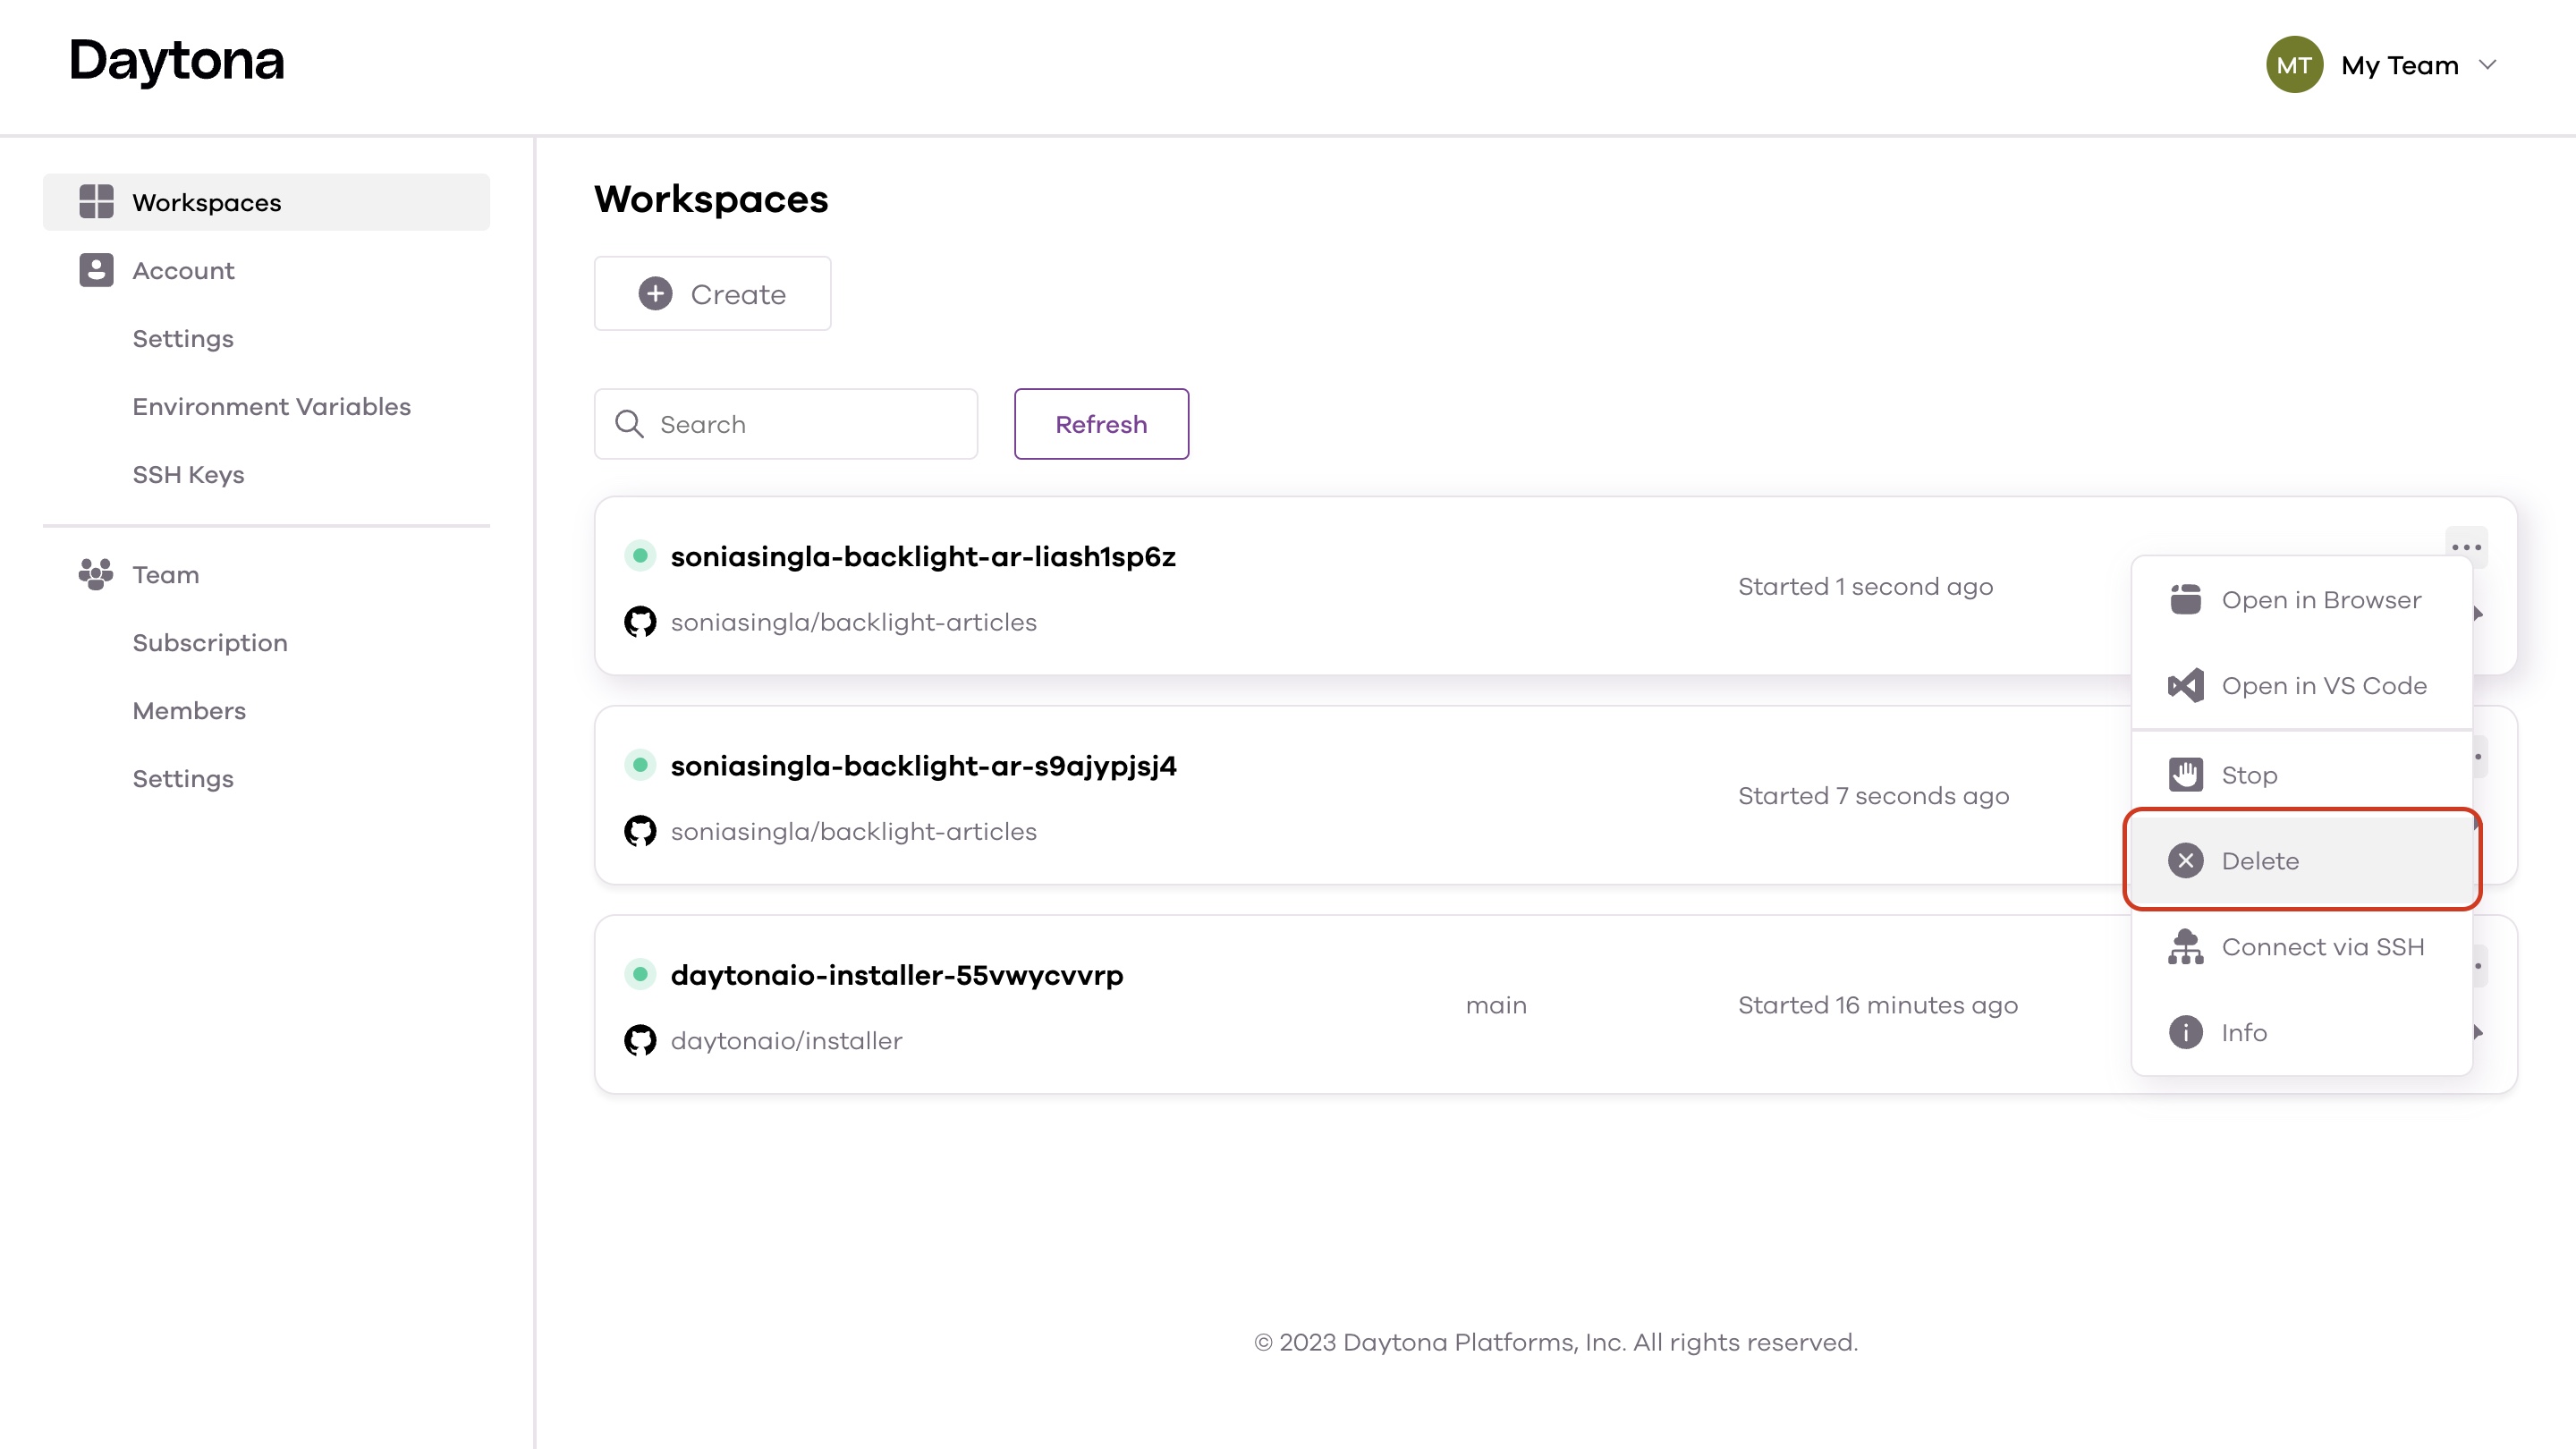 Daytona
MT My Team
Workspaces
Account
Settings
Environment Variables
SSH Keys
Team
Subscription
Members
Settings
Workspaces
Create
Search Refresh
soniasingla-backlight-ar-liash1sp6z
soniasingla/backlight-articles
Started 1 second ago
soniasingla-backlight-ar-s9ajypjsj4
soniasingla/backlight-articles
Started 7 seconds ago
daytonaio-installer-55vwycvvrp
daytonaio/installer
main
Started 16 minutes ago
Open in Browser
Open in VS Code
Stop
Delete
Connect via SSH
Info
© 2023 Daytona Platforms, Inc. All rights reserved.